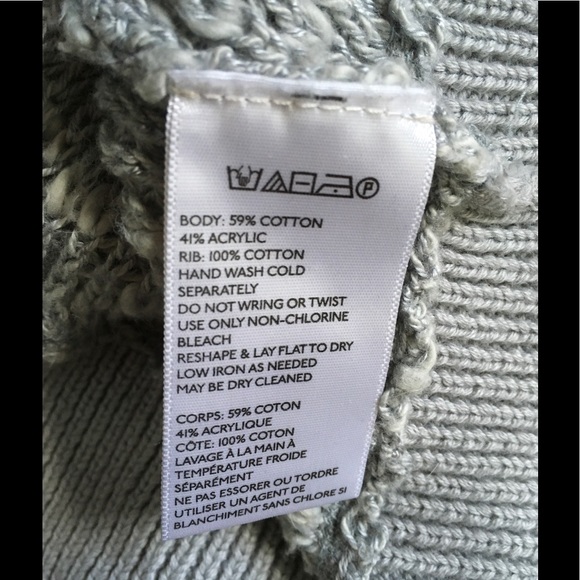 P
BODY: 59% COTTON
41% ACRYLIC
RIB: 100% COTTON
HAND WASH COLD
SEPARATELY
DO NOT WRING OR TWIST
USE ONLY NON-CHLORINE
BLEACH
RESHAPE & LAY FLAT TO DRY
LOW IRON AS NEEDED
MAY BE DRY CLEANED
CORPS: 59% COTON
41% ACRYLIQUE
CÔTE: 100% COTON
LAVAGE À LA MAIN À
TEMPÉRATURE FROIDE
SÉPARÉMENT
NE PAS ESSORER OU TORDRE
UTILISER UN AGENT DE
BLANCHIMENT SANS CHLORE SI